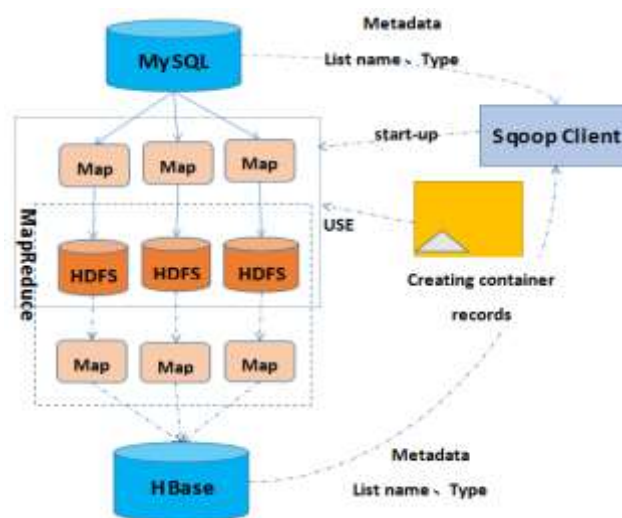 Metadata
List name、Type
MySQL
start-up
Sqoop Client
Map
Map
Map
USE
MapReduce
HDFS
HDFS
HDFS
Creating container
records
Map
Map
Map
Metadata
List name、Type
HBase